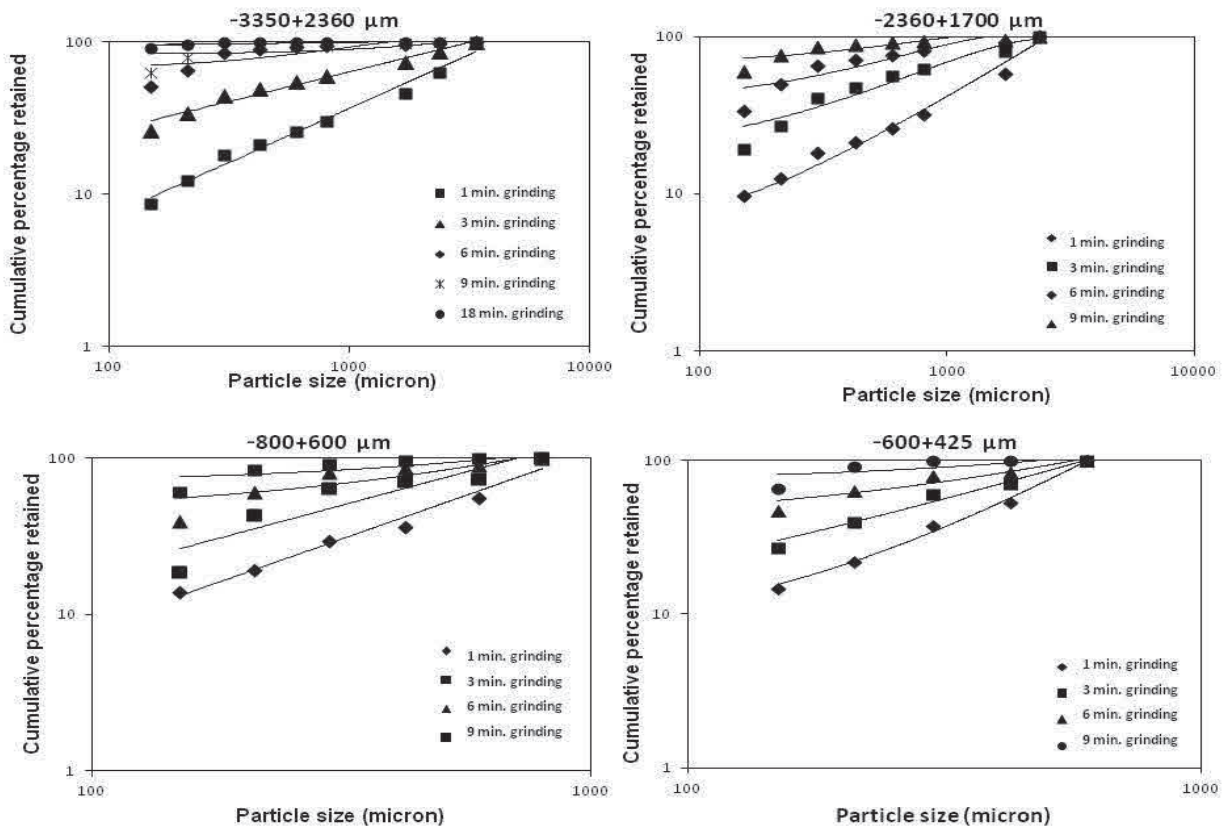 -3350+2360 μm
Cumulative percentage retained
100
10
1
1 min. grinding
3 min. grinding
6 min. grinding
9 min. grinding
18 min. grinding
100
1000
10000
Particle size (micron)
-2360+1700 μm
Cumulative percentage retained
100
10
1
1 min. grinding
3 min. grinding
6 min. grinding
9 min. grinding
100
1000
10000
Particle size (micron)
-800+600 μm
Cumulative percentage retained
100
10
1
1 min. grinding
3 min. grinding
6 min. grinding
9 min. grinding
100
1000
Particle size (micron)
-600+425 μm
Cumulative percentage retained
100
10
1
1 min. grinding
3 min. grinding
6 min. grinding
9 min. grinding
100
1000
Particle size (micron)